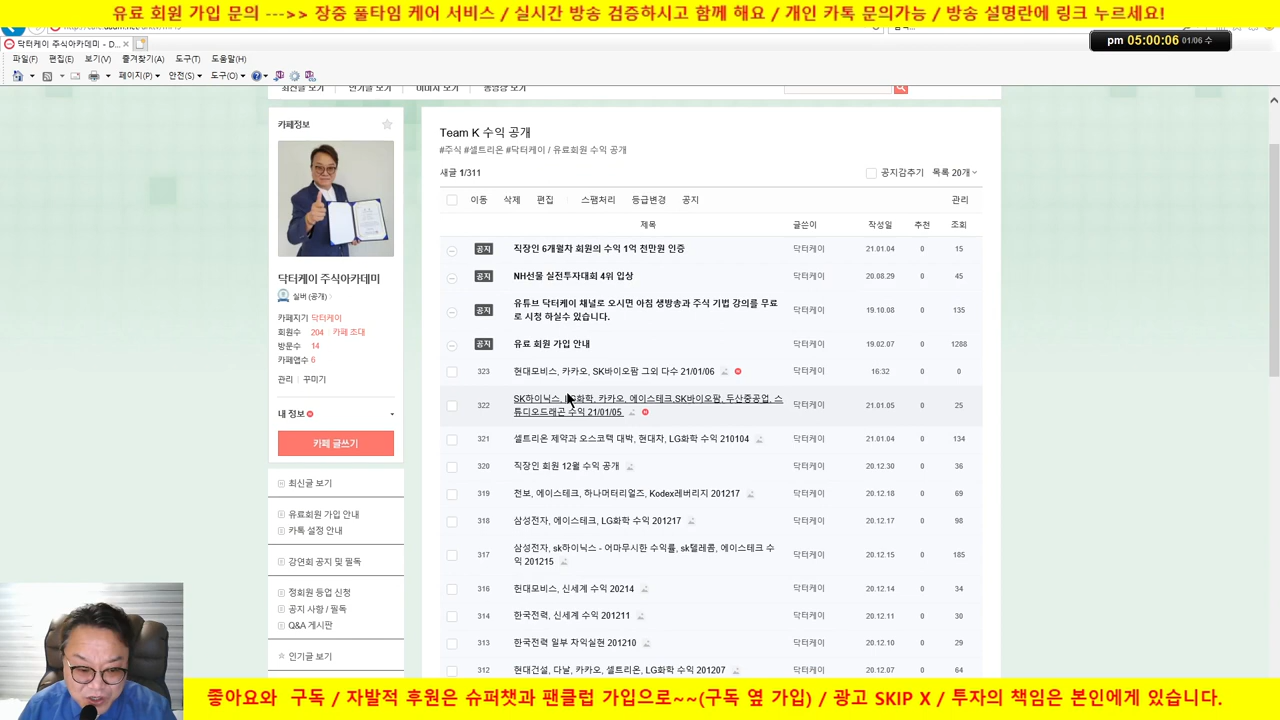 유료 회원 가입 문의 --->> 장중 풀타임 케어 서비스 / 실시간 방송 검증하시고 함께 해요 / 개인 카톡 문의가능 / 방송 설명란에 링크 누르세요!
pm 05:00:06 01/06 수
닥터케이 주식아카데미 - D...
파일(F) 편집(E) 보기(V) 즐겨찾기(A) 도구(T) 도움말(H)
페이지(P) 안전(S) 도구(O)
카페정보
닥터케이 주식아카데미
실버 (공개)
카페지기 닥터케이
회원수 204 카페 초대
방문수 14
카페앱수 6
관리 꾸미기
내 정보
카페 글쓰기
최신글 보기
유료회원 가입 안내
카톡 설정 안내
강연회 공지 및 필독
정회원 등업 신청
공지 사항 / 필독
Q&A 게시판
인기글 보기
Team K 수익 공개
#주식 #셀트리온 #닥터케이 / 유료회원 수익 공개
새글 1/311 공지감추기 목록 20개
이동 삭제 편집 스팸처리 등급변경 공지 관리
제목 글쓴이 작성일 추천 조회
공지 직장인 6개월차 회원의 수익 1억 천만원 인증 닥터케이 21.01.04 0 15
공지 NH선물 실전투자대회 4위 입상 닥터케이 20.08.29 0 45
공지 유튜브 닥터케이 채널로 오시면 아침 생방송과 주식 기법 강의를 무료 닥터케이 19.10.08 0 135
로 시청 하실수 있습니다.
공지 유료 회원 가입 안내 닥터케이 19.02.07 0 1288
323 현대모비스, 카카오, SK바이오팜 그외 다수 21/01/06 닥터케이 16:32 0 0
322 SK하이닉스, LG화학, 카카오, 에이스테크,SK바이오팜, 두산중공업, 스 닥터케이 21.01.05 0 25
튜디오드래곤 수익 21/01/05
321 셀트리온 제약과 오스코텍 대박, 현대차, LG화학 수익 210104 닥터케이 21.01.04 0 134
320 직장인 회원 12월 수익 공개 닥터케이 20.12.30 0 36
319 전보, 에이스테크, 하나머터리얼즈, Kodex레버리지 201217 닥터케이 20.12.18 0 69
318 삼성전자, 에이스테크, LG화학 수익 201217 닥터케이 20.12.17 0 98
317 삼성전자, sk하이닉스 - 어마무시한 수익률, sk텔레콤, 에이스테크 수 닥터케이 20.12.15 0 185
익 201215
316 현대모비스, 신세계 수익 20214 닥터케이 20.12.14 0 34
314 한국전력, 신세계 수익 201211 닥터케이 20.12.11 0 30
313 한국전력 일부 차익실현 201210 닥터케이 20.12.10 0 29
312 현대건설, 다날, 카카오, 셀트리온, LG화학 수익 201207 닥터케이 20.12.07 0 64
좋아요와 구독 / 자발적 후원은 슈퍼챗과 팬클럽 가입으로~~(구독 옆 가입) / 광고 SKIP X / 투자의 책임은 본인에게 있습니다.